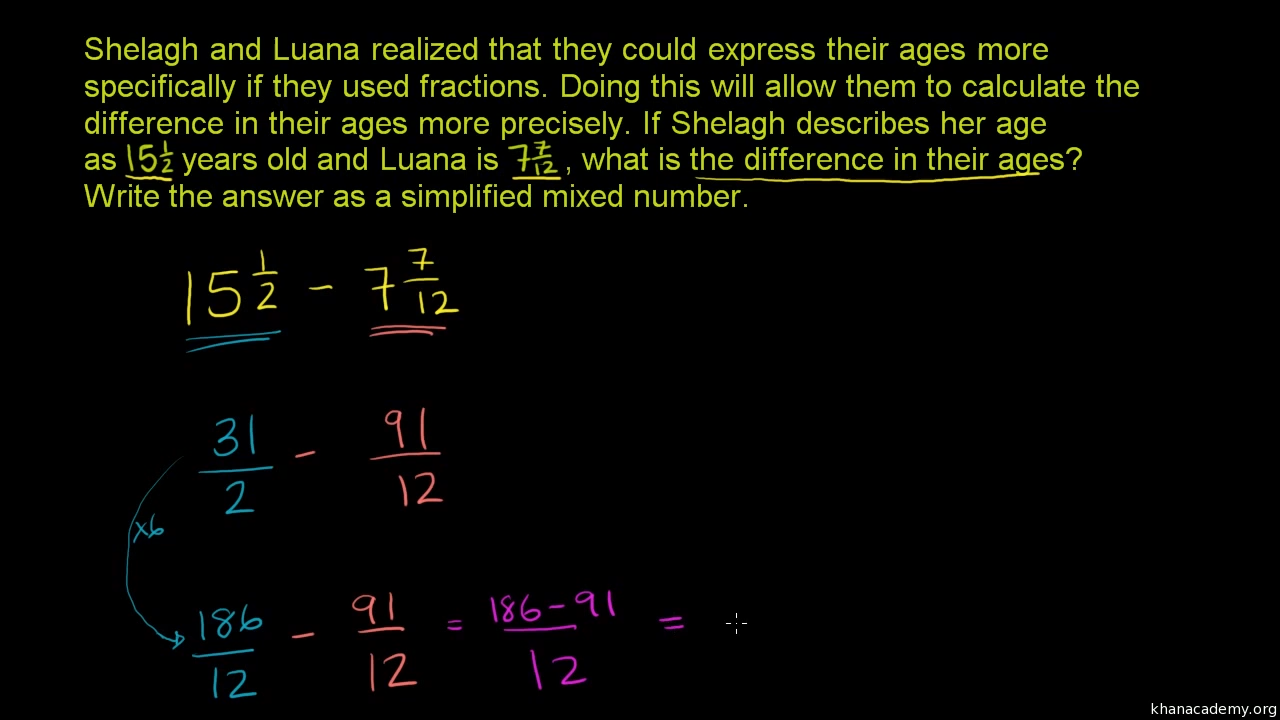 Shelagh and Luana realized that they could express their ages more
specifically if they used fractions. Doing this will allow them to calculate the
difference in their ages more precisely. If Shelagh describes her age
as 15 1/2 years old and Luana is 7 7/12, what is the difference in their ages?
Write the answer as a simplified mixed number.
15 1/2 - 7 7/12
31/2 - 91/12
x6
186/12 - 91/12 = 186-91/12 =
khanacademy.org